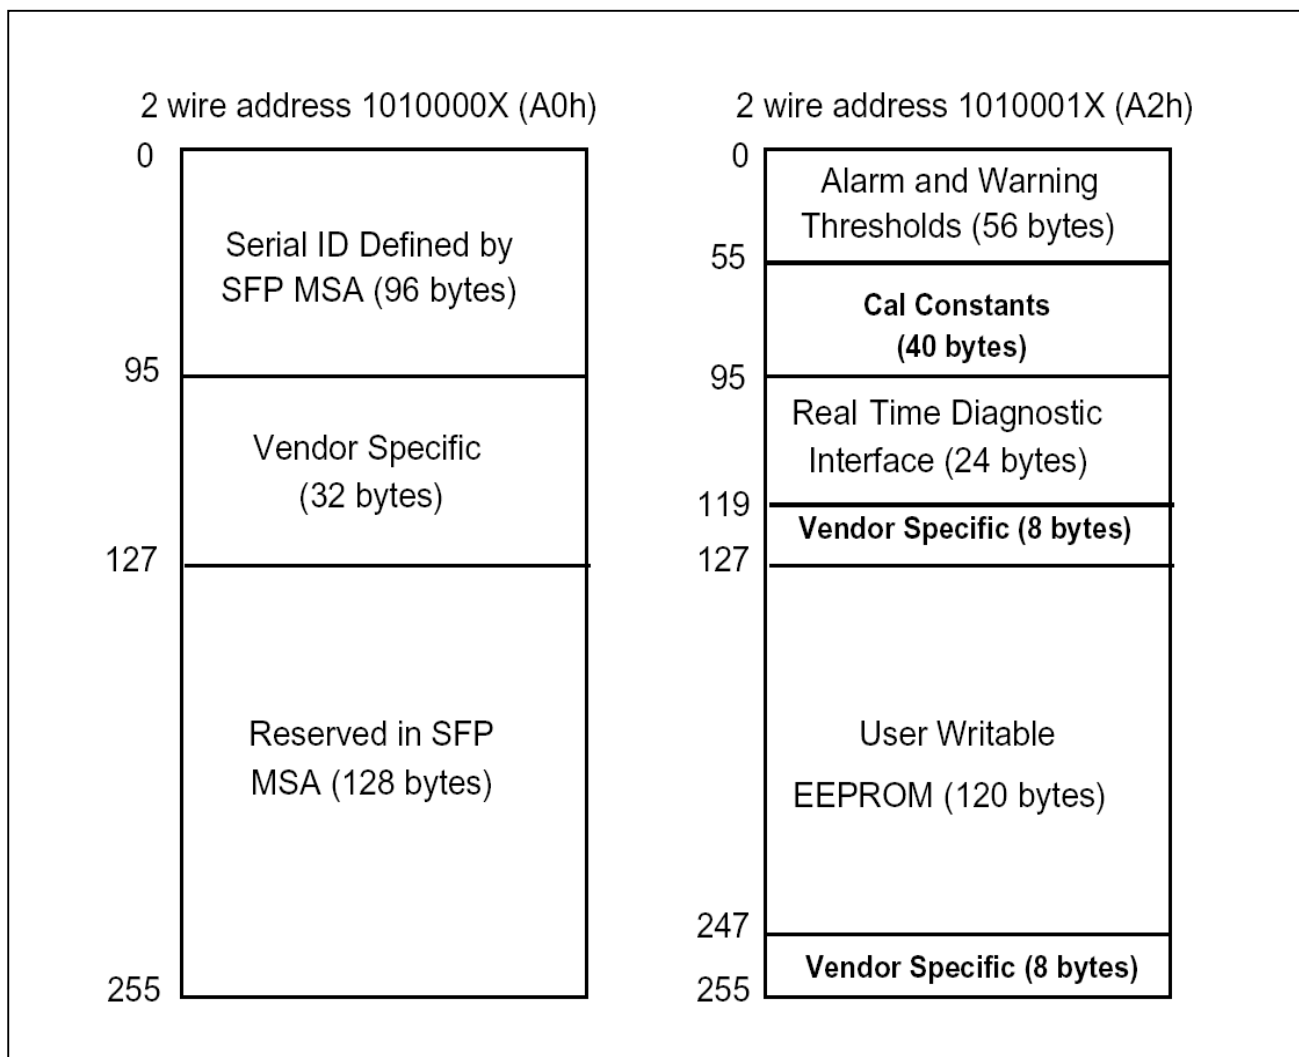 2 wire address 1010000X (A0h)
0
Serial ID Defined by
SFP MSA (96 bytes)
95
Vendor Specific
(32 bytes)
127
Reserved in SFP
MSA (128 bytes)
255
2 wire address 1010001X (A2h)
0
Alarm and Warning
Thresholds (56 bytes)
55
Cal Constants
(40 bytes)
95
Real Time Diagnostic
Interface (24 bytes)
119
Vendor Specific (8 bytes)
127
User Writable
EEPROM (120 bytes)
247
Vendor Specific (8 bytes)
255